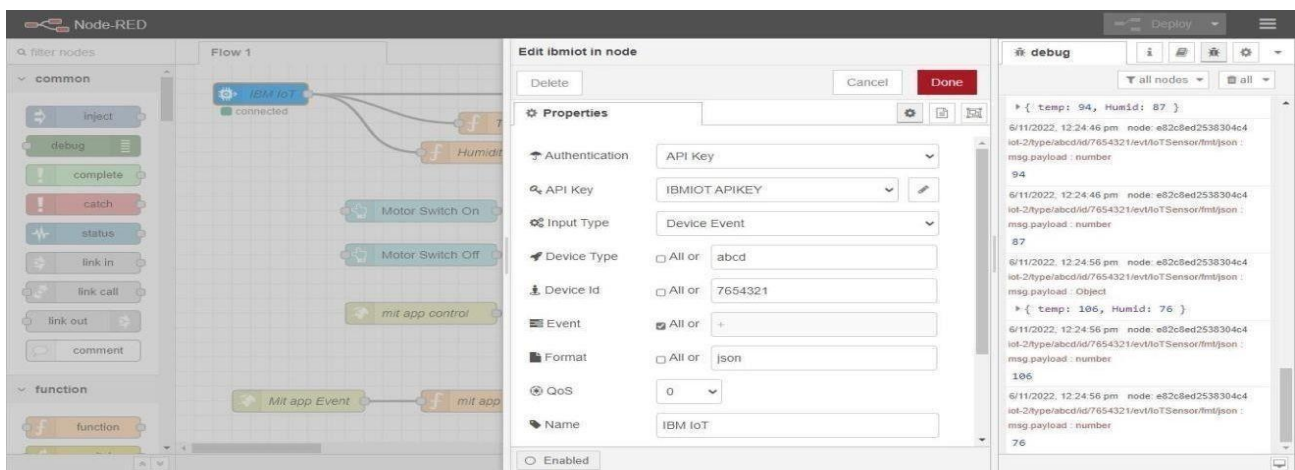 Node-RED
Deploy
filter nodes
common
inject
debug
complete
catch
status
link in
link call
link out
comment
function
function
Flow 1
IBM IoT
connected
Humidit
Motor Switch On
Motor Switch Off
mit app control
Mit app Event
mit app
Edit ibmiot in node
Delete
Cancel
Done
Properties
Authentication
API Key
API Key
IBMIOT APIKEY
Input Type
Device Event
Device Type
All or
abcd
Device Id
All or
7654321
Event
All or
+
Format
All or
json
QoS
0
Name
IBM IoT
Enabled
debug
i
all nodes
all
{ temp: 94, Humid: 87 }
6/11/2022, 12:24:46 pm node: e82c8ed2538304c4
iot-2/type/abcd/id/7654321/evt/IoTSensor/fmt/json :
msg.payload : number
94
6/11/2022, 12:24:46 pm node: e82c8ed2538304c4
iot-2/type/abcd/id/7654321/evt/IoTSensor/fmt/json :
msg.payload : number
87
6/11/2022, 12:24:56 pm node: e82c8ed2538304c4
iot-2/type/abcd/id/7654321/evt/IoTSensor/fmt/json :
msg.payload : Object
{ temp: 106, Humid: 76 }
6/11/2022, 12:24:56 pm node: e82c8ed2538304c4
iot-2/type/abcd/id/7654321/evt/IoTSensor/fmt/json :
msg.payload : number
106
6/11/2022, 12:24:56 pm node: e82c8ed2538304c4
iot-2/type/abcd/id/7654321/evt/IoTSensor/fmt/json :
msg.payload : number
76